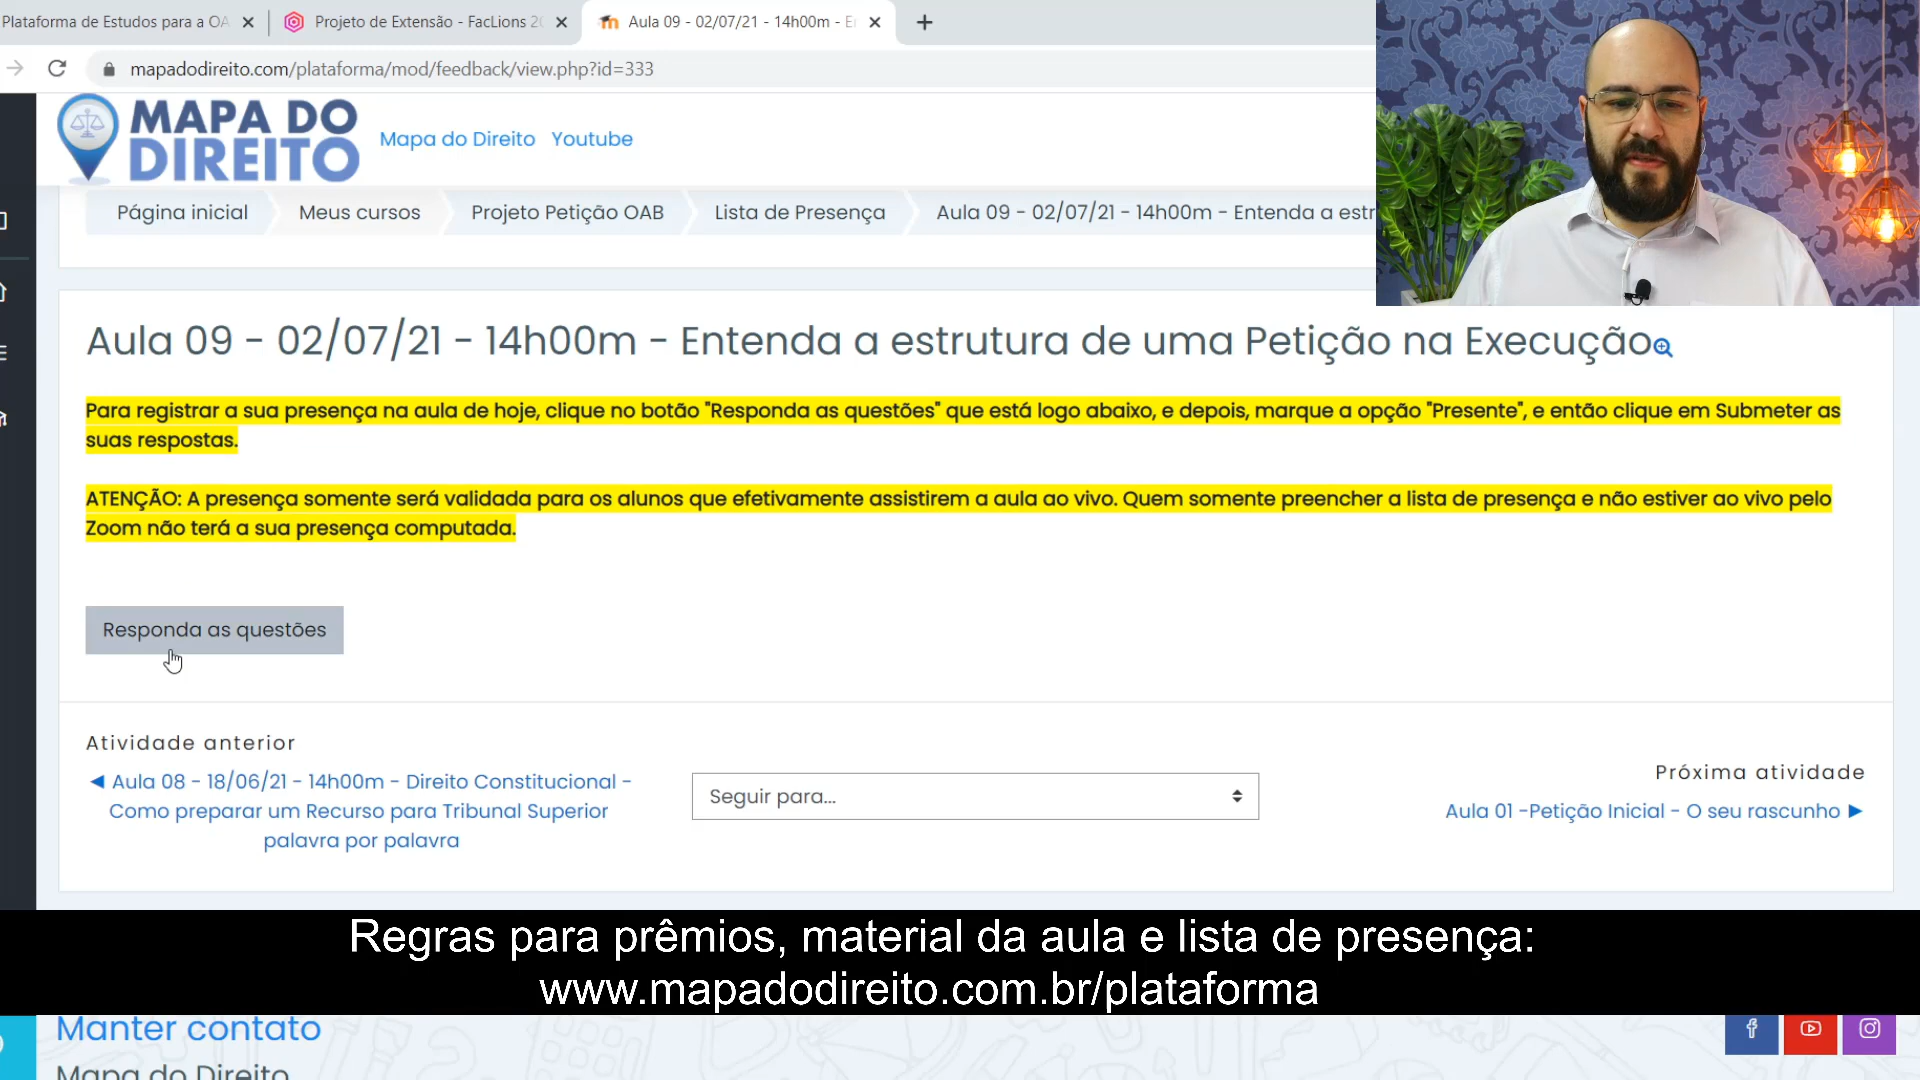 Plataforma de Estudos para a OA
Projeto de Extensão - FacLions 20
Aula 09 - 02/07/21 - 14h00m - E
mapadodireito.com/plataforma/mod/feedback/view.php?id=333
MAPA DO
DIREITO
Mapa do Direito Youtube
Página inicial Meus cursos Projeto Petição OAB Lista de Presença Aula 09 - 02/07/21 - 14h00m - Entenda a estr
Aula 09 - 02/07/21 - 14h00m - Entenda a estrutura de uma Petição na Execução
Para registrar a sua presença na aula de hoje, clique no botão "Responda as questões" que está logo abaixo, e depois, marque a opção "Presente", e então clique em Submeter as
suas respostas.
ATENÇÃO: A presença somente será validada para os alunos que efetivamente assistirem a aula ao vivo. Quem somente preencher a lista de presença e não estiver ao vivo pelo
Zoom não terá a sua presença computada.
Responda as questões
Atividade anterior
◀ Aula 08 - 18/06/21 - 14h00m - Direito Constitucional -
Como preparar um Recurso para Tribunal Superior
palavra por palavra
Seguir para...
Próxima atividade
Aula 01 -Petição Inicial - O seu rascunho ▶
Regras para prêmios, material da aula e lista de presença:
www.mapadodireito.com.br/plataforma
Manter contato
Mapa do Direito